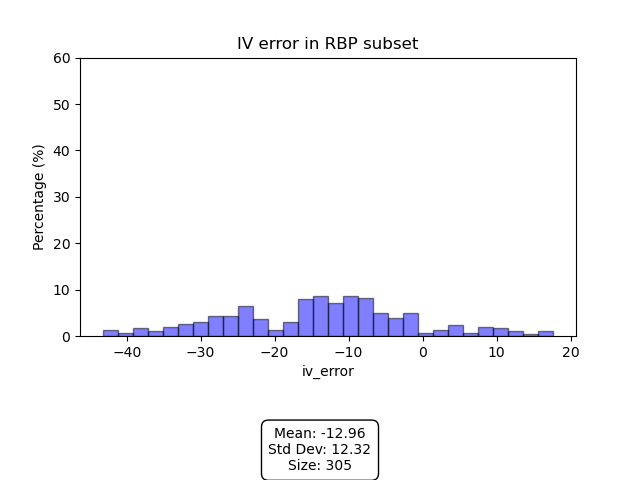 IV error in RBP subset
60
50
40
30
20
10
0
Percentage (%)
−40
−30
−20
−10
0
10
20
iv_error
Mean: -12.96
Std Dev: 12.32
Size: 305